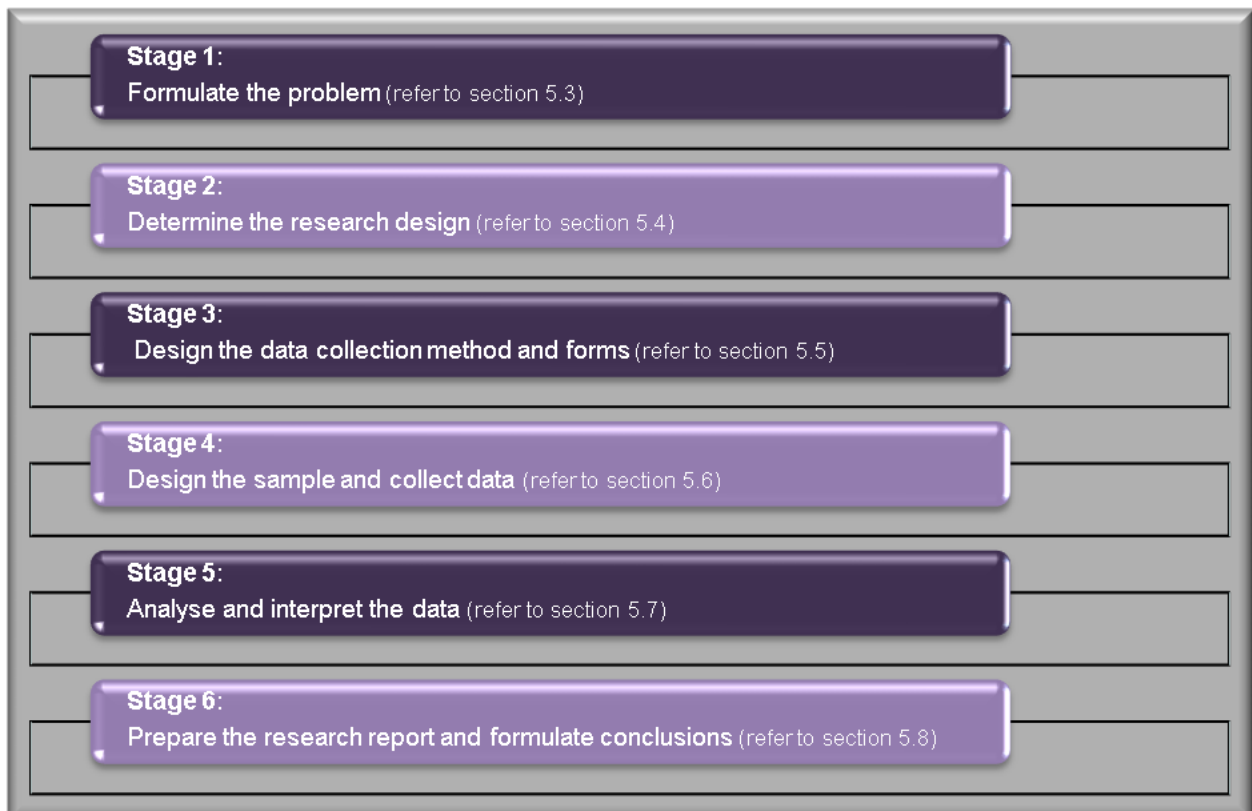 Stage 1:
Formulate the problem (refer to section 5.3)
Stage 2:
Determine the research design (refer to section 5.4)
Stage 3:
Design the data collection method and forms (refer to section 5.5)
Stage 4:
Design the sample and collect data (refer to section 5.6)
Stage 5:
Analyse and interpret the data (refer to section 5.7)
Stage 6:
Prepare the research report and formulate conclusions (refer to section 5.8)